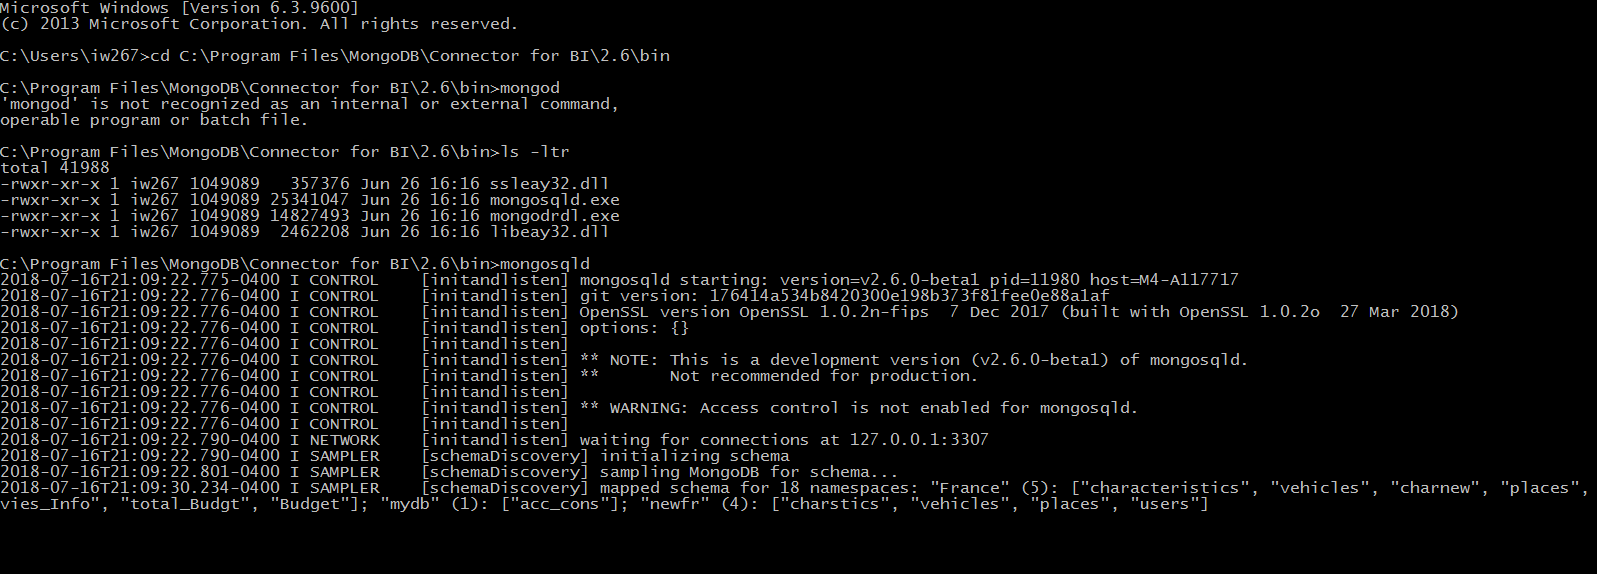 Microsoft Windows [Version 6.3.9600]
(c) 2013 Microsoft Corporation. All rights reserved.
C:\Users\iw267>cd C:\Program Files\MongoDB\Connector for BI\2.6\bin
C:\Program Files\MongoDB\Connector for BI\2.6\bin>mongod
'mongod' is not recognized as an internal or external command,
operable program or batch file.
C:\Program Files\MongoDB\Connector for BI\2.6\bin>ls -ltr
total 41988
-rwxr-xr-x 1 iw267 1049089   357376 Jun 26 16:16 ssleay32.dll
-rwxr-xr-x 1 iw267 1049089 25341047 Jun 26 16:16 mongosqld.exe
-rwxr-xr-x 1 iw267 1049089 14827493 Jun 26 16:16 mongodrdl.exe
-rwxr-xr-x 1 iw267 1049089  2462208 Jun 26 16:16 libeay32.dll
C:\Program Files\MongoDB\Connector for BI\2.6\bin>mongosqld
2018-07-16T21:09:22.775-0400 I CONTROL    [initandlisten] mongosqld starting: version=v2.6.0-beta1 pid=11980 host=M4-A117717
2018-07-16T21:09:22.776-0400 I CONTROL    [initandlisten] git version: 176414a534b8420300e198b373f81fee0e88a1af
2018-07-16T21:09:22.776-0400 I CONTROL    [initandlisten] OpenSSL version OpenSSL 1.0.2n-fips  7 Dec 2017 (built with OpenSSL 1.0.2o  27 Mar 2018)
2018-07-16T21:09:22.776-0400 I CONTROL    [initandlisten] options: {}
2018-07-16T21:09:22.776-0400 I CONTROL    [initandlisten]
2018-07-16T21:09:22.776-0400 I CONTROL    [initandlisten] ** NOTE: This is a development version (v2.6.0-beta1) of mongosqld.
2018-07-16T21:09:22.776-0400 I CONTROL    [initandlisten] **       Not recommended for production.
2018-07-16T21:09:22.776-0400 I CONTROL    [initandlisten]
2018-07-16T21:09:22.776-0400 I CONTROL    [initandlisten] ** WARNING: Access control is not enabled for mongosqld.
2018-07-16T21:09:22.776-0400 I CONTROL    [initandlisten]
2018-07-16T21:09:22.790-0400 I NETWORK    [initandlisten] waiting for connections at 127.0.0.1:3307
2018-07-16T21:09:22.790-0400 I SAMPLER    [schemaDiscovery] initializing schema
2018-07-16T21:09:22.801-0400 I SAMPLER    [schemaDiscovery] sampling MongoDB for schema...
2018-07-16T21:09:30.234-0400 I SAMPLER    [schemaDiscovery] mapped schema for 18 namespaces: "France" (5): ["characteristics", "vehicles", "charnew", "places",
vies_Info", "total_Budgt", "Budget"]; "mydb" (1): ["acc_cons"]; "newfr" (4): ["charstics", "vehicles", "places", "users"]